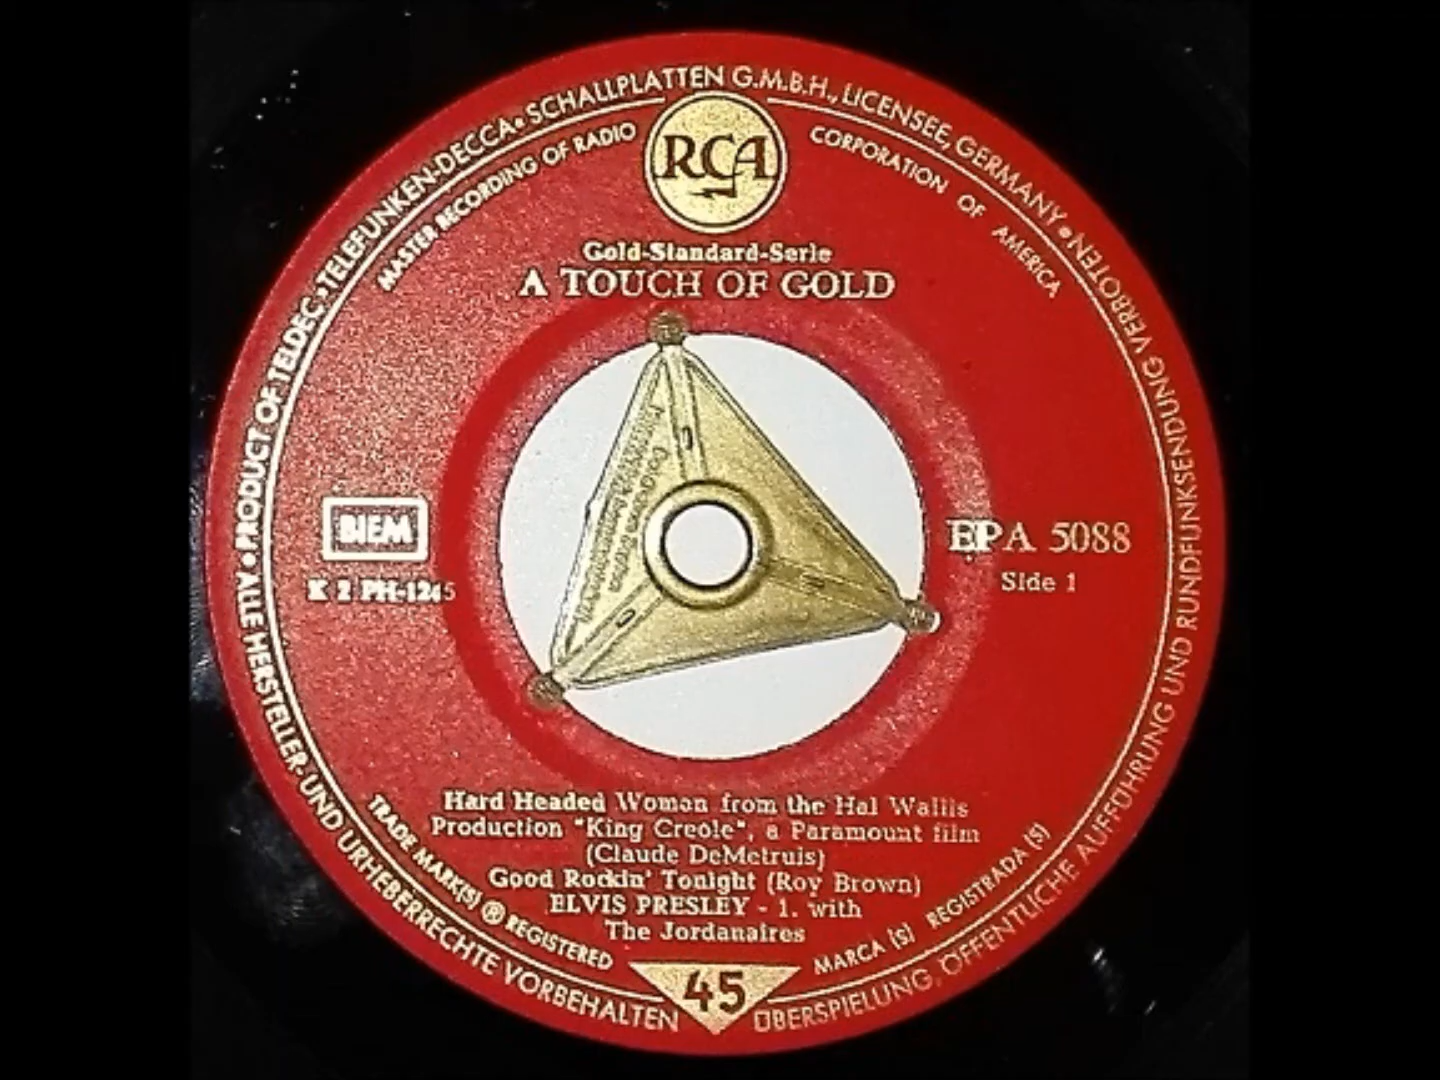 PRODUCT OF TELDEC·TELEFUNKEN-DECCA·SCHALLPLATTEN G.M.B.H., LICENSEE, GERMANY
MASTER RECORDING OF RADIO CORPORATION OF AMERICA
RCA
Gold-Standard-Serie
A TOUCH OF GOLD
BIEM
K 2 PH-1245
EPA 5088
Side 1
Hard Headed Woman from the Hal Wallis
Production "King Creole", a Paramount film
(Claude DeMetruis)
Good Rockin' Tonight (Roy Brown)
ELVIS PRESLEY - 1. with
The Jordanaires
TRADE MARK(S) ® REGISTERED
MARCA (S) REGISTRADA (S)
45
ALLE HERSTELLER-UND URHEBERRECHTE VORBEHALTEN
ÜBERSPIELUNG, ÖFFENTLICHE AUFFÜHRUNG UND RUNDFUNKSENDUNG VERBOTEN